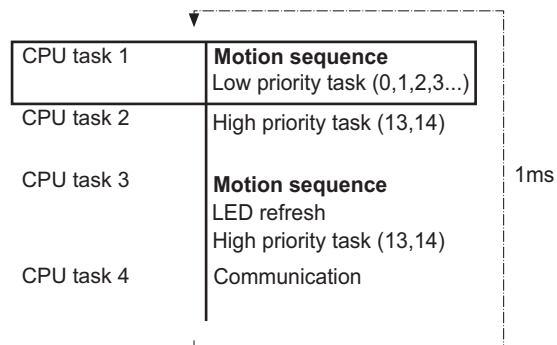 CPU task 1
Motion sequence
Low priority task (0,1,2,3...)
CPU task 2
High priority task (13,14)
CPU task 3
Motion sequence
LED refresh
High priority task (13,14)
CPU task 4
Communication
1ms